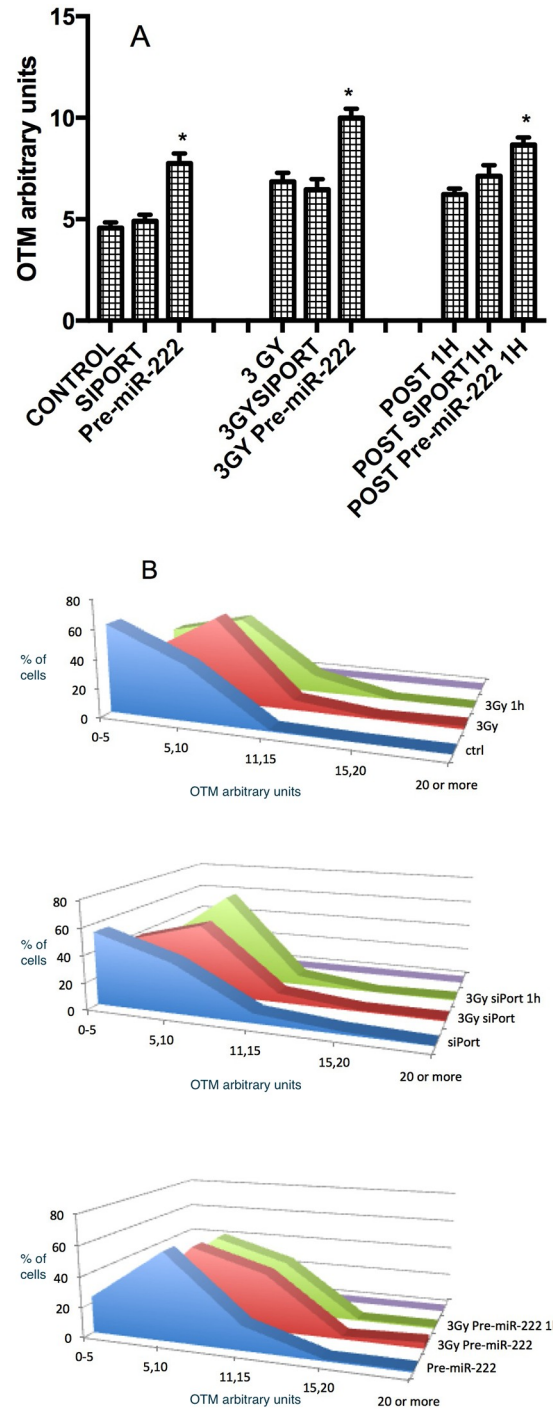 A
OTM arbitrary units
15
10
5
0
*
*
*
CONTROL
SIPORT
Pre-miR-222
3 GY
3GYSIPORT
3GY Pre-miR-222
POST 1H
POST SIPORT1H
POST Pre-miR-222 1H
B
80
60
40
20
0
% of
cells
0-5
5,10
11,15
15,20
20 or more
3Gy 1h
3Gy
ctrl
OTM arbitrary units
80
60
40
20
0
% of
cells
0-5
5,10
11,15
15,20
20 or more
3Gy siPort 1h
3Gy siPort
siPort
OTM arbitrary units
80
60
40
20
0
% of
cells
0-5
5,10
11,15
15,20
20 or more
3Gy Pre-miR-222 1
3Gy Pre-miR-222
Pre-miR-222
OTM arbitrary units